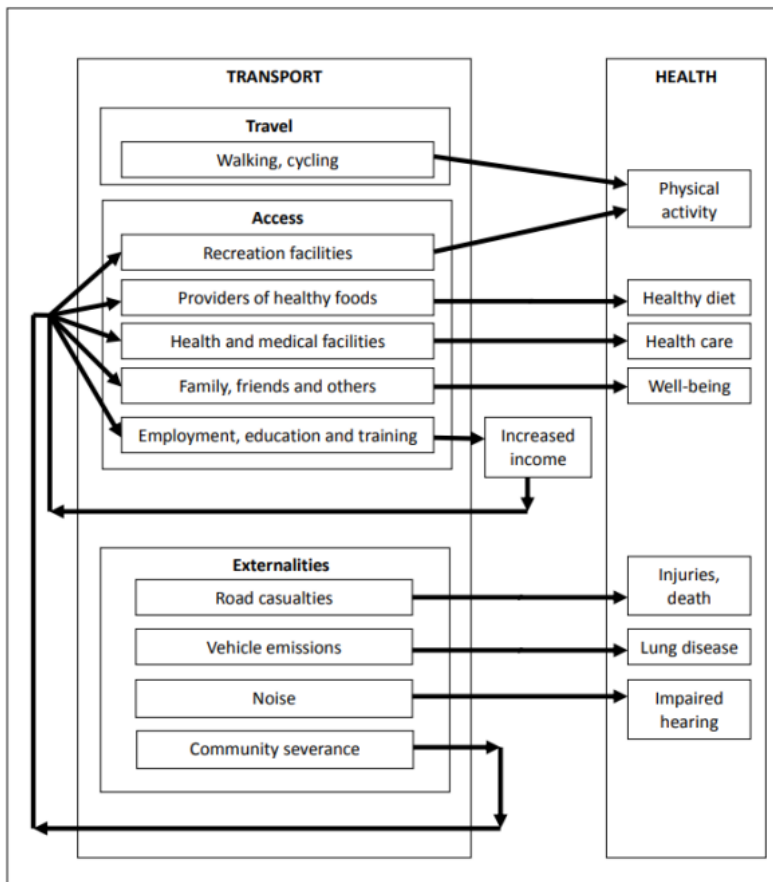 TRANSPORT
HEALTH
Travel
Walking, cycling
Physical
activity
Access
Recreation facilities
Providers of healthy foods
Healthy diet
Health and medical facilities
Health care
Family, friends and others
Well-being
Employment, education and training
Increased
income
Externalities
Road casualties
Injuries,
death
Vehicle emissions
Lung disease
Noise
Impaired
hearing
Community severance